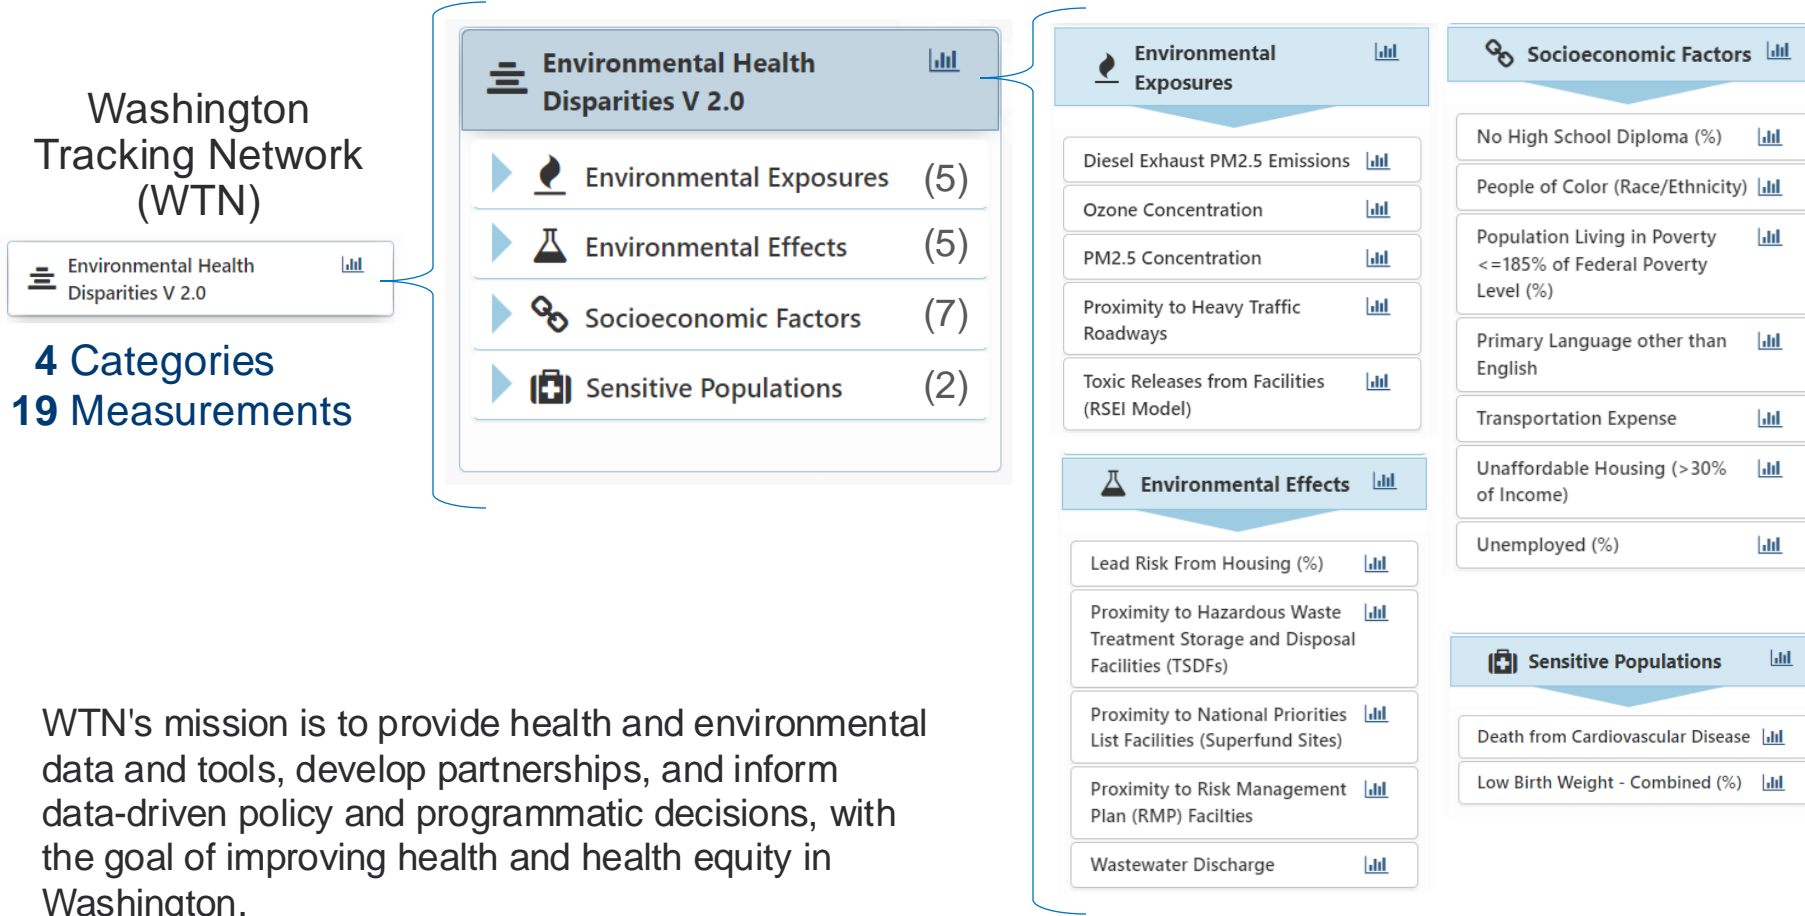 Washington
Tracking Network
(WTN)
Environmental Health
Disparities V 2.0
4 Categories
19 Measurements
Environmental Health
Disparities V 2.0
Environmental Exposures (5)
Environmental Effects (5)
Socioeconomic Factors (7)
Sensitive Populations (2)
Environmental
Exposures
Diesel Exhaust PM2.5 Emissions
Ozone Concentration
PM2.5 Concentration
Proximity to Heavy Traffic
Roadways
Toxic Releases from Facilities
(RSEI Model)
Environmental Effects
Lead Risk From Housing (%)
Proximity to Hazardous Waste
Treatment Storage and Disposal
Facilities (TSDFs)
Proximity to National Priorities
List Facilities (Superfund Sites)
Proximity to Risk Management
Plan (RMP) Facilties
Wastewater Discharge
Socioeconomic Factors
No High School Diploma (%)
People of Color (Race/Ethnicity)
Population Living in Poverty
<=185% of Federal Poverty
Level (%)
Primary Language other than
English
Transportation Expense
Unaffordable Housing (>30%
of Income)
Unemployed (%)
Sensitive Populations
Death from Cardiovascular Disease
Low Birth Weight - Combined (%)
WTN's mission is to provide health and environmental
data and tools, develop partnerships, and inform
data-driven policy and programmatic decisions, with
the goal of improving health and health equity in
Washington.